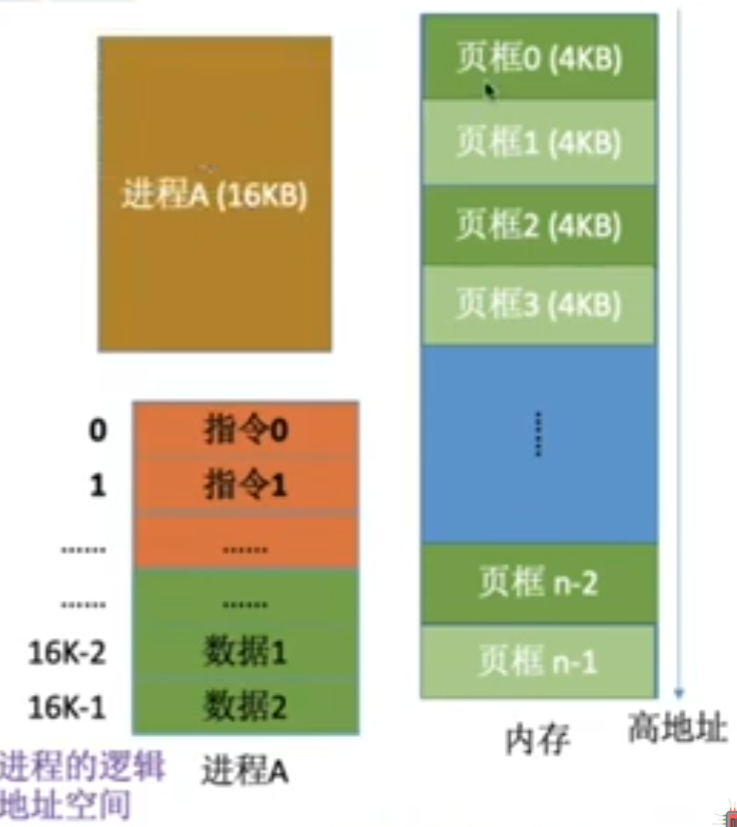 进程A (16KB)
0 指令0
1 指令1
...... ......
...... ......
16K-2 数据1
16K-1 数据2
进程的逻辑
地址空间
进程A
页框0 (4KB)
页框1 (4KB)
页框2 (4KB)
页框3 (4KB)
......
页框 n-2
页框 n-1
内存
高地址